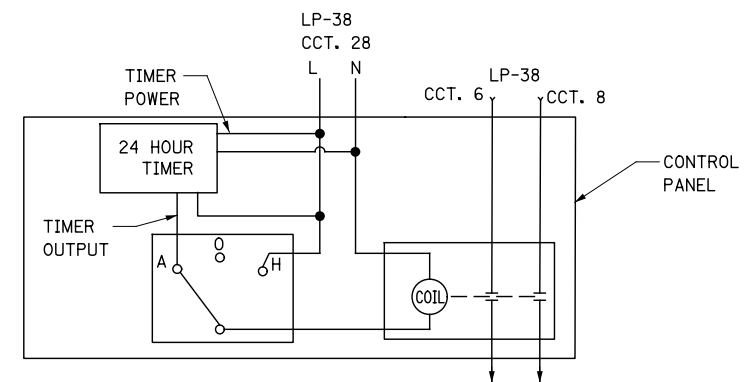 LP-38
CCT. 28
L N
TIMER
POWER
LP-38
CCT. 6 CCT. 8
24 HOUR
TIMER
CONTROL
PANEL
TIMER
OUTPUT
A O H
COIL